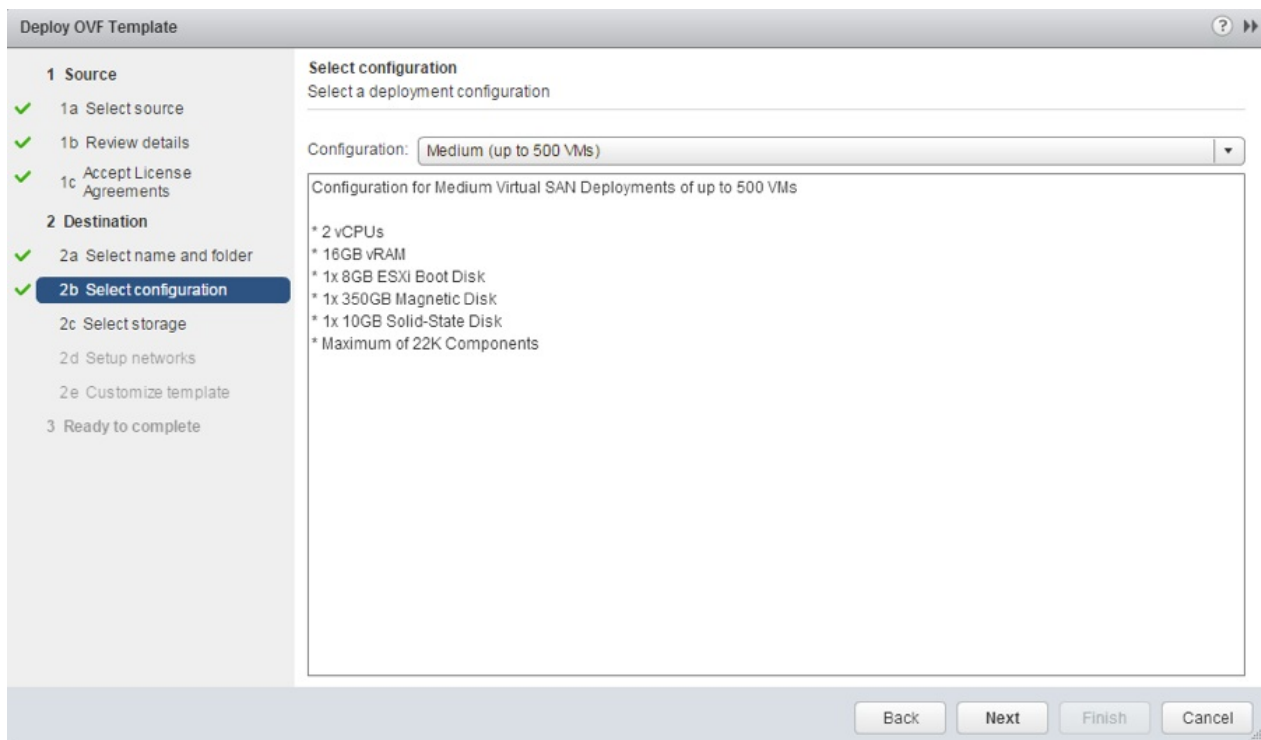 Deploy OVF Template
?
1 Source
1a Select source
1b Review details
1c Accept License
Agreements
2 Destination
2a Select name and folder
2b Select configuration
2c Select storage
2d Setup networks
2e Customize template
3 Ready to complete
Select configuration
Select a deployment configuration
Configuration: Medium (up to 500 VMs)
Configuration for Medium Virtual SAN Deployments of up to 500 VMs
* 2 vCPUs
* 16GB vRAM
* 1x 8GB ESXi Boot Disk
* 1x 350GB Magnetic Disk
* 1x 10GB Solid-State Disk
* Maximum of 22K Components
Back Next Finish Cancel